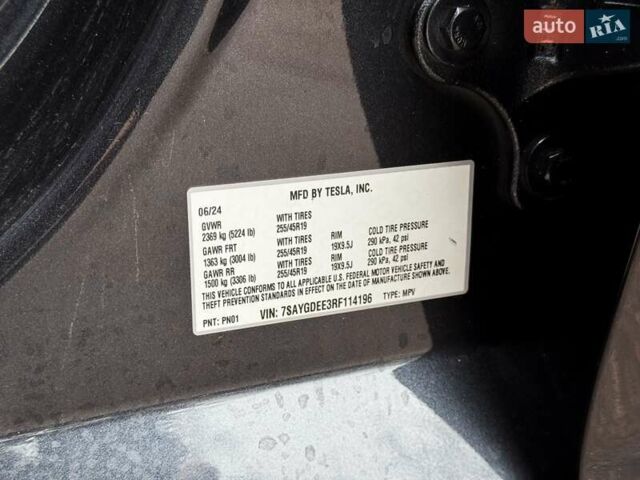 Motors
auto
RIA.com
MFD BY TESLA, INC.
06/24
GVWR WITH TIRES
2369 kg (5224 lb) 255/45R19
GAWR FRT WITH TIRES RIM COLD TIRE PRESSURE
1363 kg (3004 lb) 255/45R19 19X9.5J 290 kPa, 42 psi
GAWR RR WITH TIRES RIM COLD TIRE PRESSURE
1500 kg (3306 lb) 255/45R19 19X9.5J 290 kPa, 42 psi
THIS VEHICLE CONFORMS TO ALL APPLICABLE U.S. FEDERAL MOTOR VEHICLE SAFETY AND
THEFT PREVENTION STANDARDS IN EFFECT ON THE DATE OF MANUFACTURE SHOWN ABOVE.
PNT: PN01 VIN: 7SAYGDEE3RF114196 TYPE: MPV